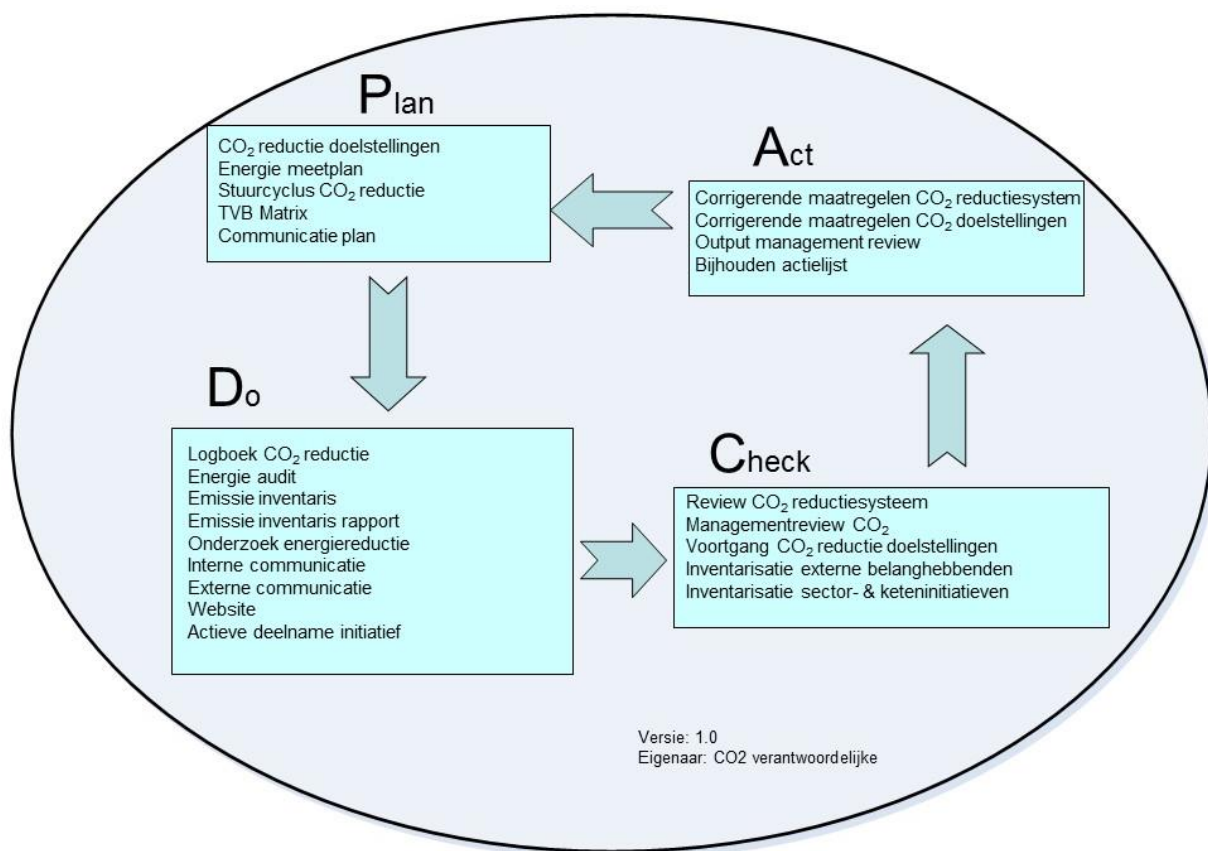 Plan
CO₂ reductie doelstellingen
Energie meetplan
Stuurcyclus CO₂ reductie
TVB Matrix
Communicatie plan
Act
Corrigerende maatregelen CO₂ reductiesystem
Corrigerende maatregelen CO₂ doelstellingen
Output management review
Bijhouden actielijst
Do
Logboek CO₂ reductie
Energie audit
Emissie inventaris
Emissie inventaris rapport
Onderzoek energiereductie
Interne communicatie
Externe communicatie
Website
Actieve deelname initiatief
Check
Review CO₂ reductiesysteem
Managementreview CO₂
Voortgang CO₂ reductie doelstellingen
Inventarisatie externe belanghebbenden
Inventarisatie sector- & keteninitiatieven
Versie: 1.0
Eigenaar: CO2 verantwoordelijke